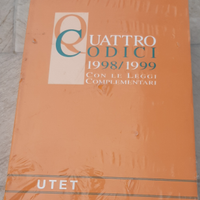 QUATTRO
CODICI
1998/1999
CON LE LEGGI
COMPLEMENTARI
UTET